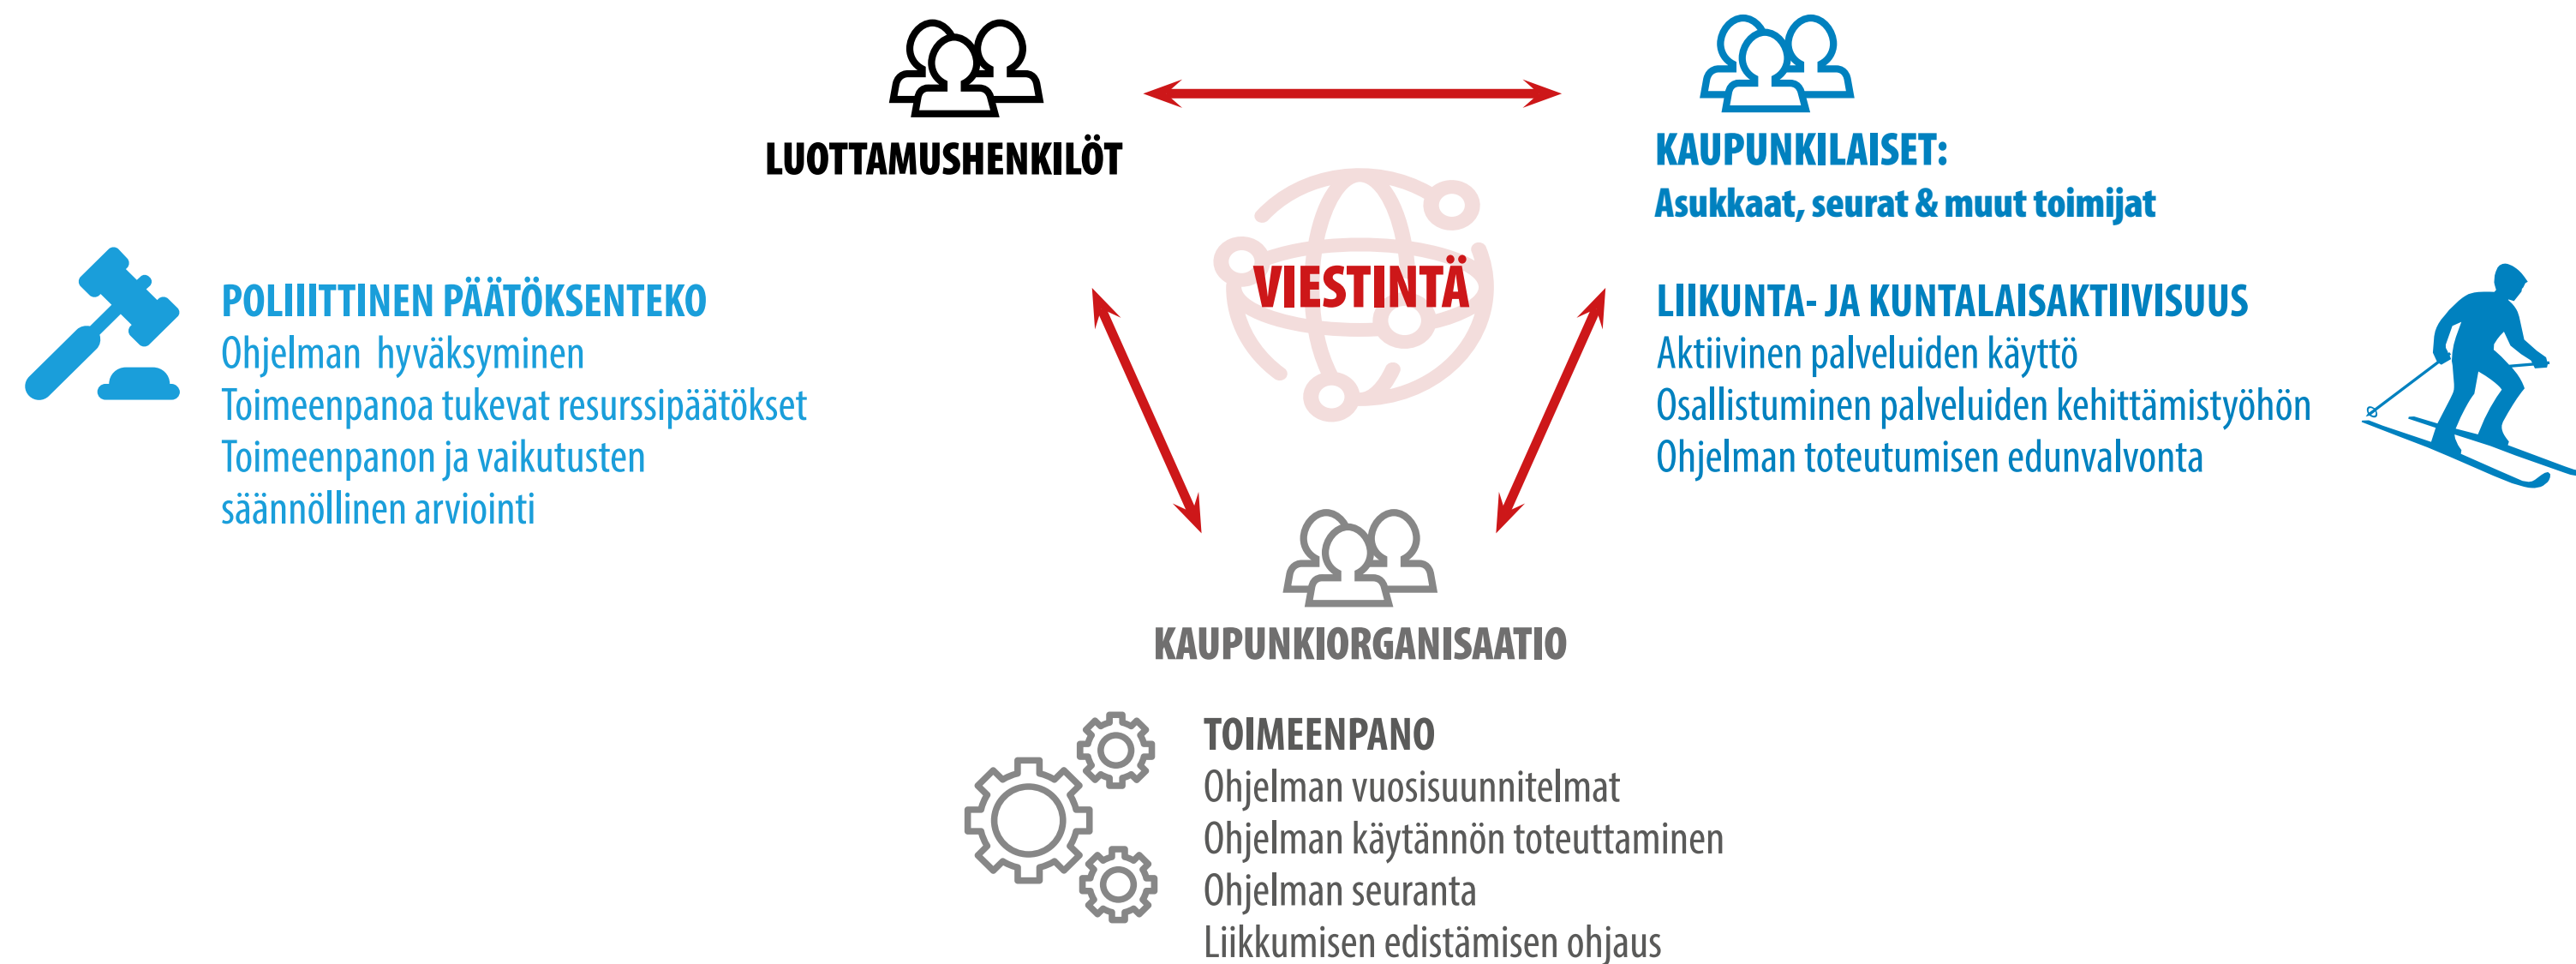 LUOTTAMUSHENKILÖT
POLIIITTINEN PÄÄTÖKSENTEKO
Ohjelman hyväksyminen
Toimeenpanoa tukevat resurssipäätökset
Toimeenpanon ja vaikutusten
säännöllinen arviointi
VIESTINTÄ
KAUPUNKILAISET:
Asukkaat, seurat & muut toimijat
LIIKUNTA- JA KUNTALAISAKTIIVISUUS
Aktiivinen palveluiden käyttö
Osallistuminen palveluiden kehittämistyöhön
Ohjelman toteutumisen edunvalvonta
KAUPUNKIORGANISAATIO
TOIMEENPANO
Ohjelman vuosisuunnitelmat
Ohjelman käytännön toteuttaminen
Ohjelman seuranta
Liikkumisen edistämisen ohjaus